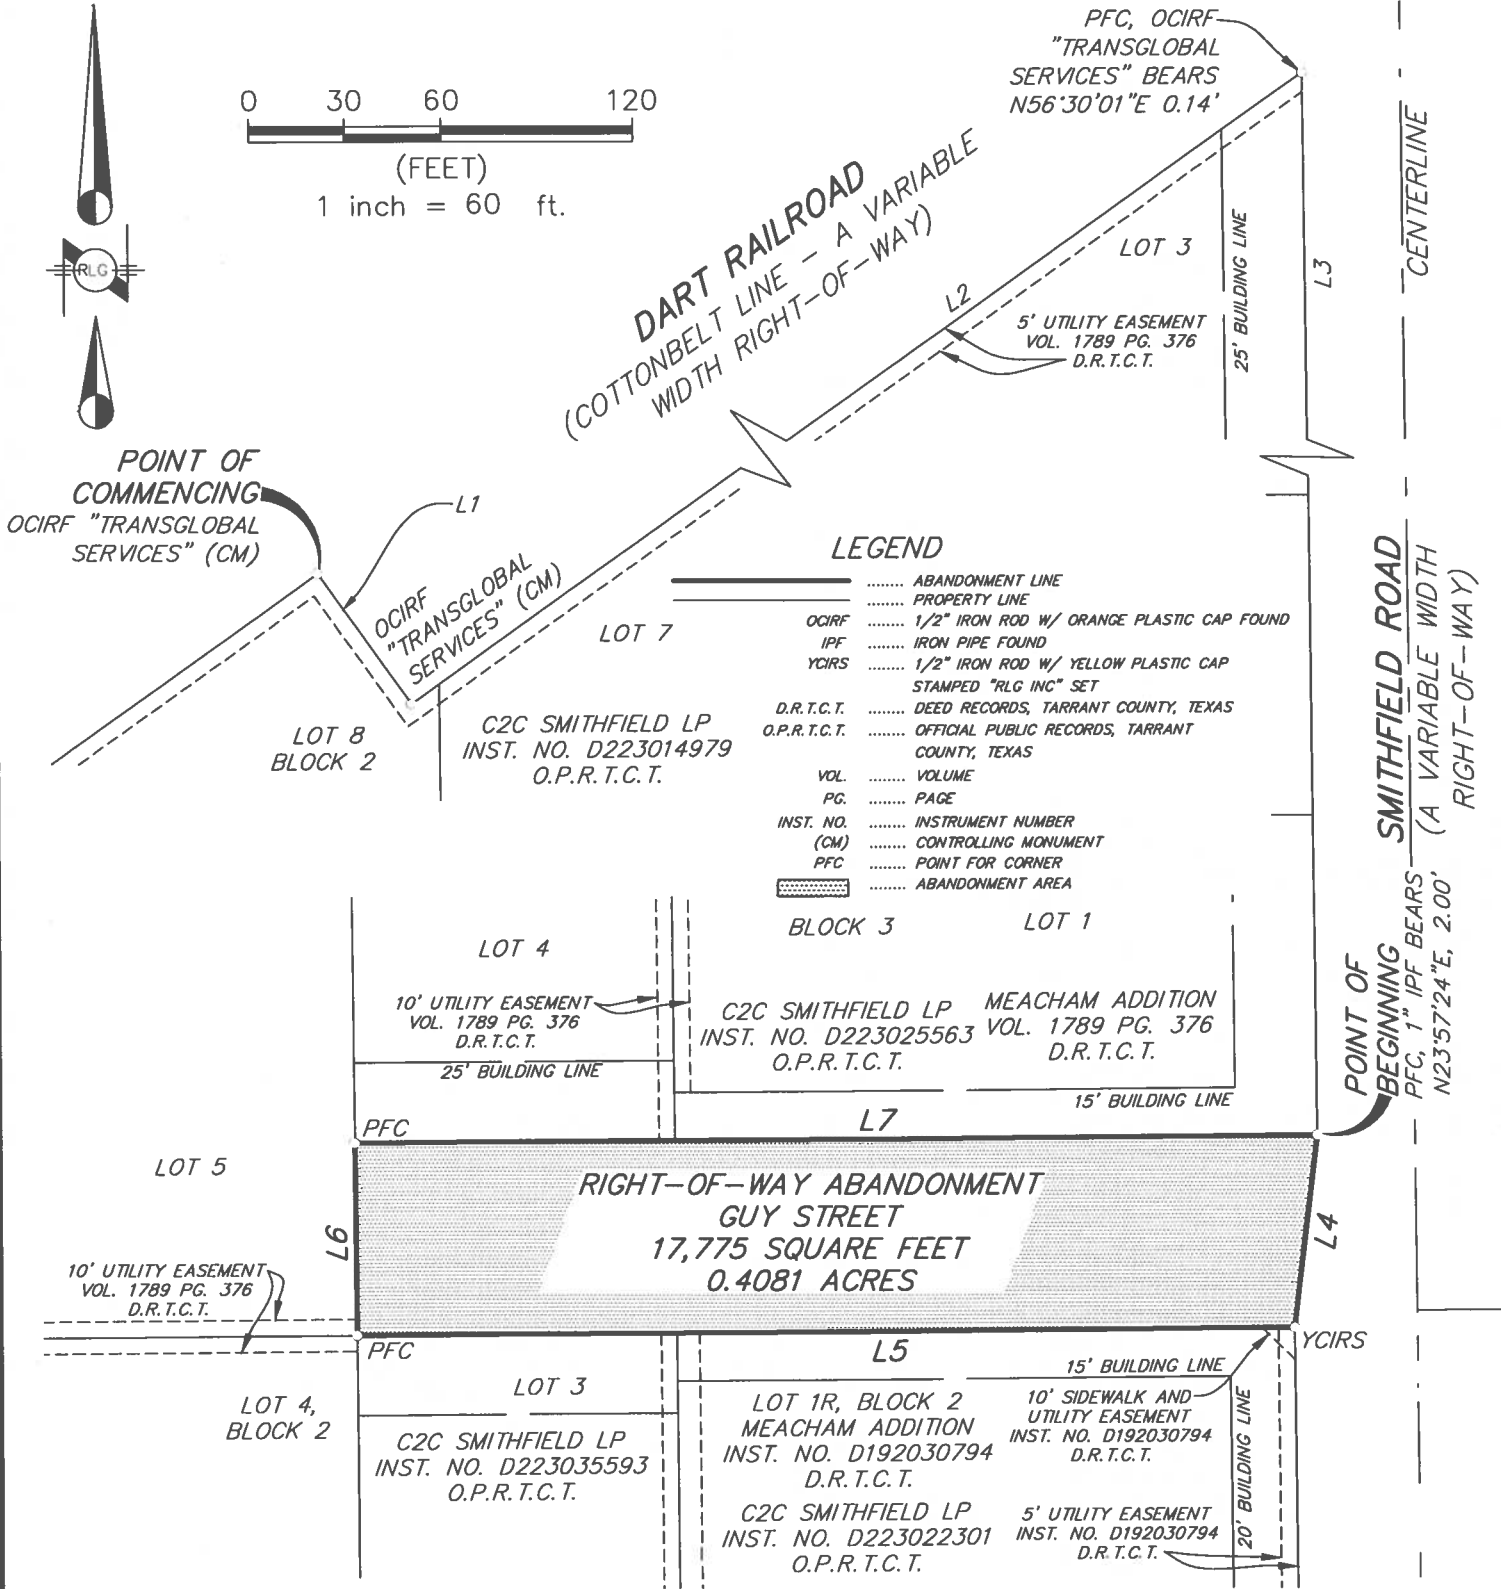 PFC, OCIRF
"TRANSGLOBAL
SERVICES" BEARS
N56°30'01"E 0.14'
0 30 60 120
(FEET)
1 inch = 60 ft.
RLG
DART RAILROAD
(COTTONBELT LINE - A VARIABLE
WIDTH RIGHT-OF-WAY)
L2
LOT 3
25' BUILDING LINE
L3
CENTERLINE
5' UTILITY EASEMENT
VOL. 1789 PG. 376
D.R.T.C.T.
POINT OF
COMMENCING
OCIRF "TRANSGLOBAL
SERVICES" (CM)
L1
OCIRF
"TRANSGLOBAL
SERVICES" (CM)
LOT 7
LOT 8
BLOCK 2
C2C SMITHFIELD LP
INST. NO. D223014979
O.P.R.T.C.T.
LEGEND
........ ABANDONMENT LINE
........ PROPERTY LINE
OCIRF ........ 1/2" IRON ROD W/ ORANGE PLASTIC CAP FOUND
IPF ........ IRON PIPE FOUND
YCIRS ........ 1/2" IRON ROD W/ YELLOW PLASTIC CAP
STAMPED "RLG INC" SET
D.R.T.C.T. ........ DEED RECORDS, TARRANT COUNTY, TEXAS
O.P.R.T.C.T. ........ OFFICIAL PUBLIC RECORDS, TARRANT
COUNTY, TEXAS
VOL. ........ VOLUME
PG. ........ PAGE
INST. NO. ........ INSTRUMENT NUMBER
(CM) ........ CONTROLLING MONUMENT
PFC ........ POINT FOR CORNER
........ ABANDONMENT AREA
SMITHFIELD ROAD
(A VARIABLE WIDTH
RIGHT-OF-WAY)
POINT OF
BEGINNING
PFC, 1" IPF BEARS
N23°57'24"E, 2.00'
BLOCK 3
LOT 1
LOT 4
10' UTILITY EASEMENT
VOL. 1789 PG. 376
D.R.T.C.T.
25' BUILDING LINE
C2C SMITHFIELD LP
INST. NO. D223025563
O.P.R.T.C.T.
MEACHAM ADDITION
VOL. 1789 PG. 376
D.R.T.C.T.
15' BUILDING LINE
PFC
L7
LOT 5
RIGHT-OF-WAY ABANDONMENT
GUY STREET
17,775 SQUARE FEET
0.4081 ACRES
L6
L4
10' UTILITY EASEMENT
VOL. 1789 PG. 376
D.R.T.C.T.
PFC
L5
YCIRS
LOT 4,
BLOCK 2
LOT 3
C2C SMITHFIELD LP
INST. NO. D223035593
O.P.R.T.C.T.
15' BUILDING LINE
LOT 1R, BLOCK 2
MEACHAM ADDITION
INST. NO. D192030794
D.R.T.C.T.
C2C SMITHFIELD LP
INST. NO. D223022301
O.P.R.T.C.T.
10' SIDEWALK AND
UTILITY EASEMENT
INST. NO. D192030794
D.R.T.C.T.
20' BUILDING LINE
5' UTILITY EASEMENT
INST. NO. D192030794
D.R.T.C.T.